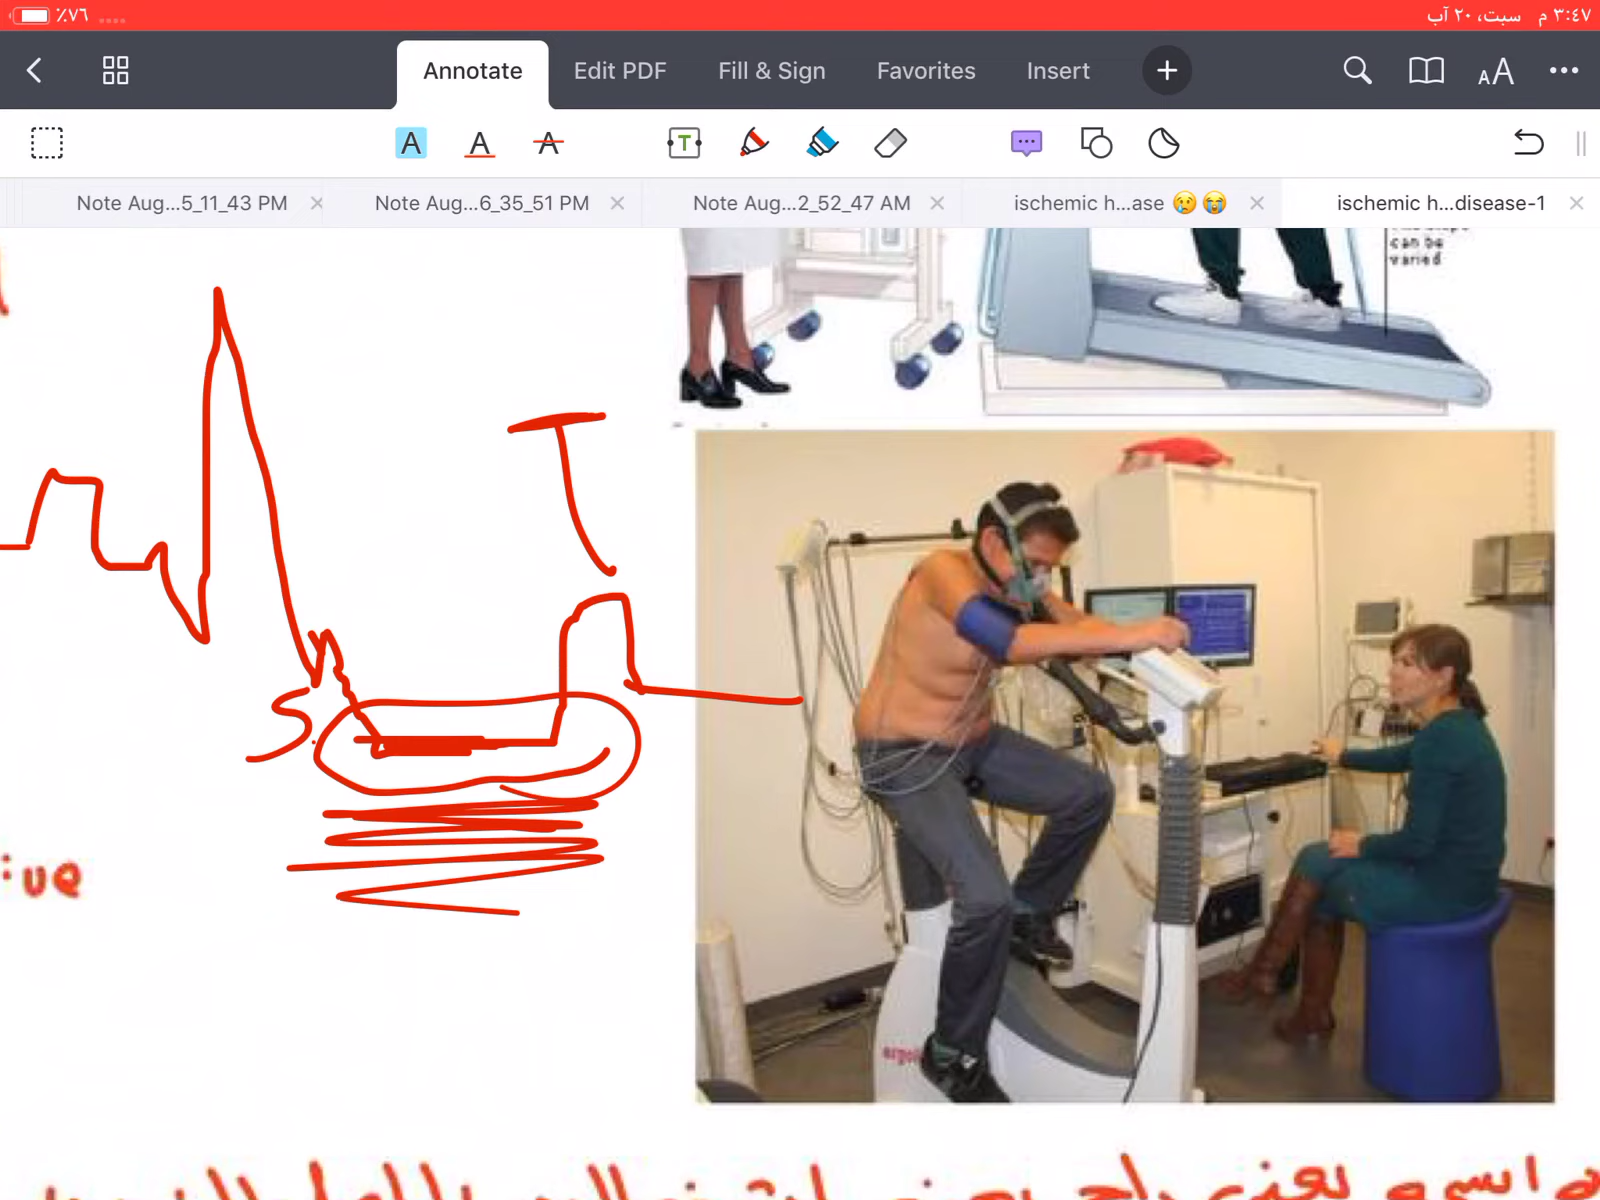 ٪٧٦
٣:٤٧ م سبت، ٢٠ آب
Annotate
Edit PDF
Fill & Sign
Favorites
Insert
Note Aug...5_11_43 PM
Note Aug...6_35_51 PM
Note Aug...2_52_47 AM
ischemic h...ase 😢😭
ischemic h...disease-1
can be
varied
T
S
ive